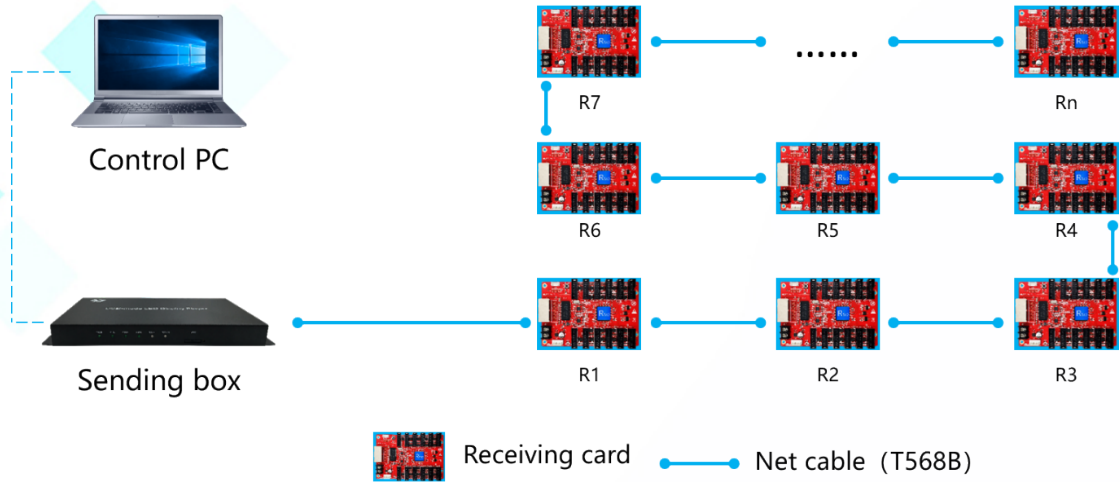 R7
......
Rn
Control PC
R6
R5
R4
Sending box
R1
R2
R3
Receiving card
Net cable（T568B）